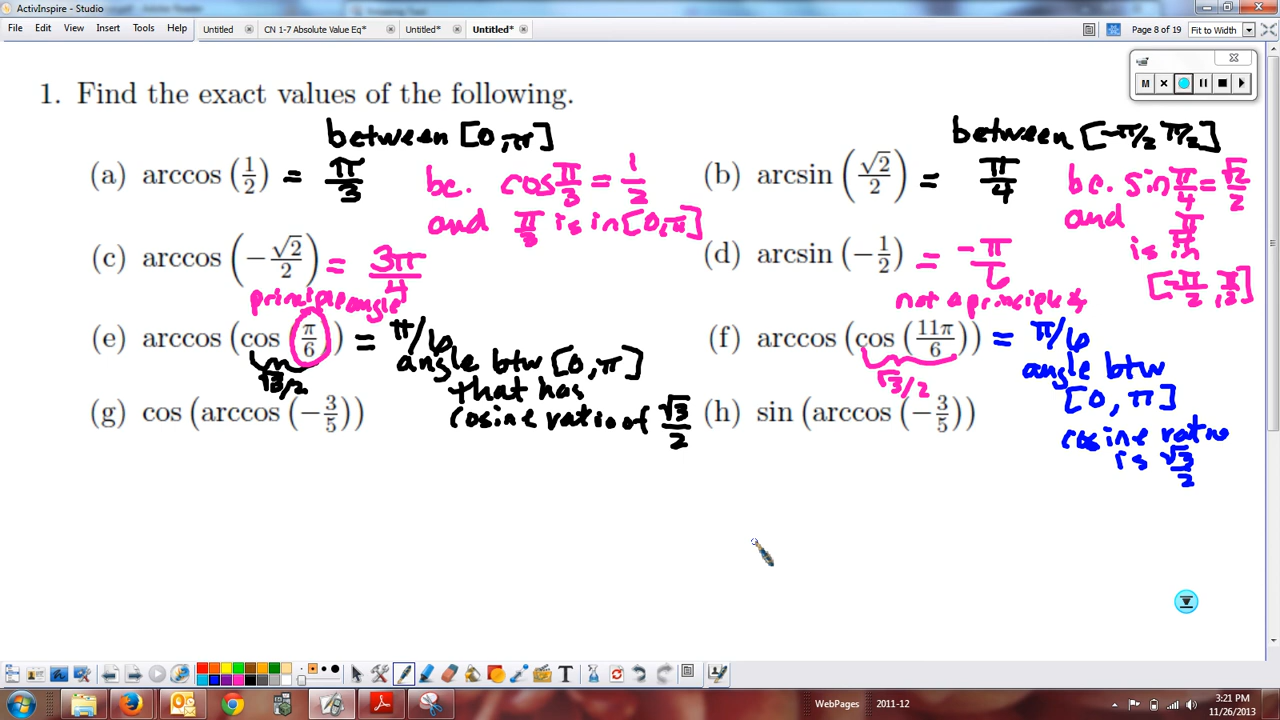 ActivInspire - Studio
File Edit View Insert Tools Help Untitled CN 1-7 Absolute Value Eq* Untitled* Untitled* Page 8 of 19 Fit to Width
1. Find the exact values of the following.
between [0, π]
between [-π/2 π/2]
(a) arccos (1/2) = π/3
bc. cos π/3 = 1/2
and π/3 is in [0, π]
(b) arcsin (√2/2) = π/4
bc. sin π/4 = √2/2
and π/4
is in
[-π/2, π/2]
(c) arccos (−√2/2) = 3π/4
(d) arcsin (−1/2) = -π/6
principle angle
not a principle ∡
(e) arccos (cos (π/6)) = π/6
√3/2
angle btw [0, π]
that has
cosine ratio of √3/2
(f) arccos (cos (11π/6)) = π/6
√3/2
angle btw
[0, π]
cosine ratio
is √3/2
(g) cos (arccos (−3/5))
(h) sin (arccos (−3/5))
M
T
WebPages 2011-12 3:21 PM
11/26/2013